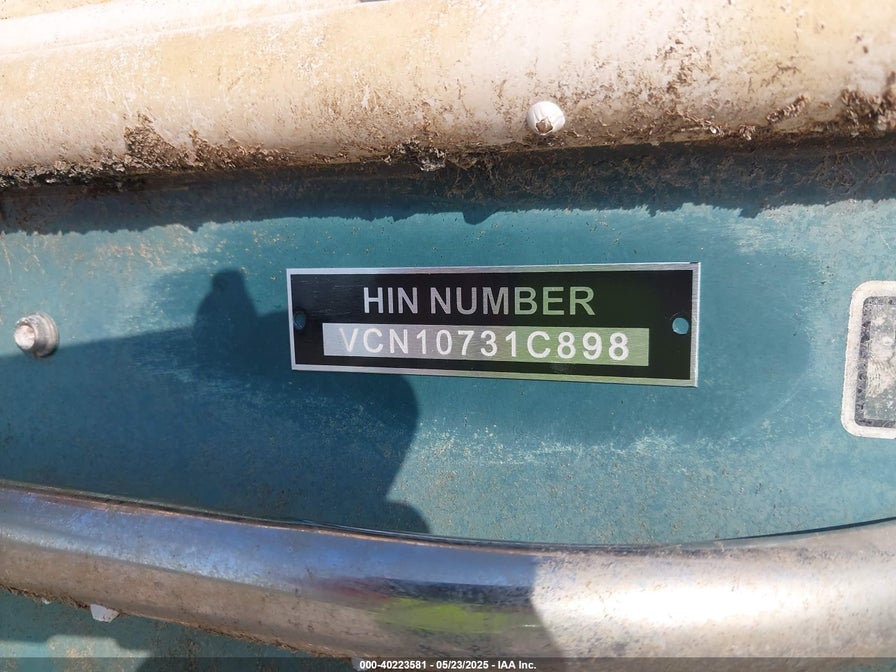 HIN NUMBER
VCN10731C898
000-40223581 - 05/23/2025 - IAA Inc.